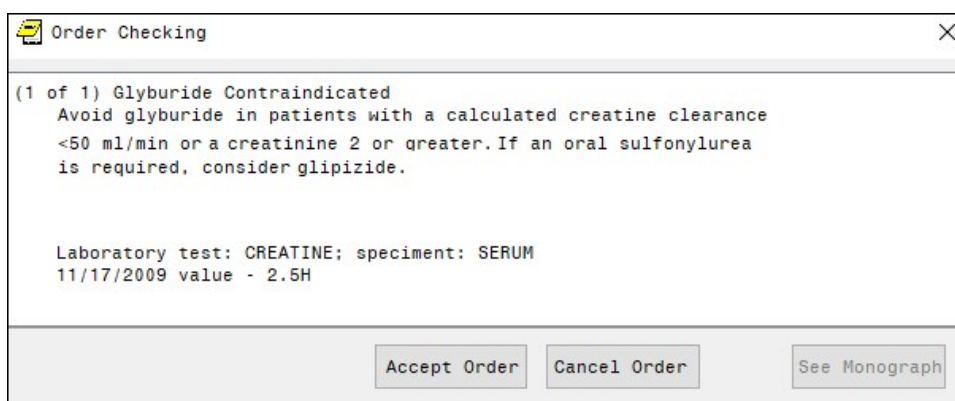 Order Checking
(1 of 1) Glyburide Contraindicated
Avoid glyburide in patients with a calculated creatine clearance
<50 ml/min or a creatinine 2 or greater. If an oral sulfonylurea
is required, consider glipizide.
Laboratory test: CREATINE; speciment: SERUM
11/17/2009 value - 2.5H
Accept Order Cancel Order See Monograph